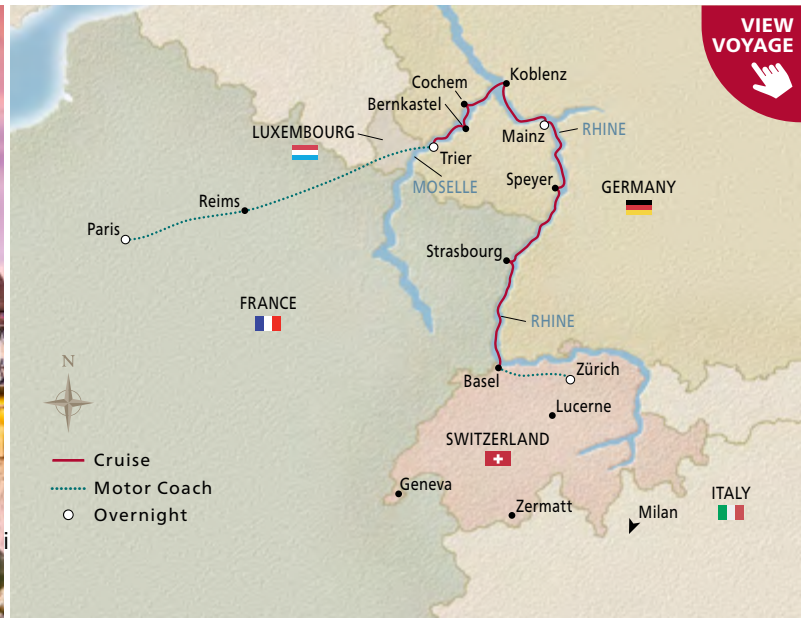 VIEW
VOYAGE
Koblenz
Cochem
Bernkastel
LUXEMBOURG
Mainz
RHINE
Trier
MOSELLE
Speyer
GERMANY
Reims
Paris
Strasbourg
FRANCE
RHINE
N
Basel
Zürich
Lucerne
SWITZERLAND
Cruise
Motor Coach
Overnight
Geneva
Zermatt
Milan
ITALY
i